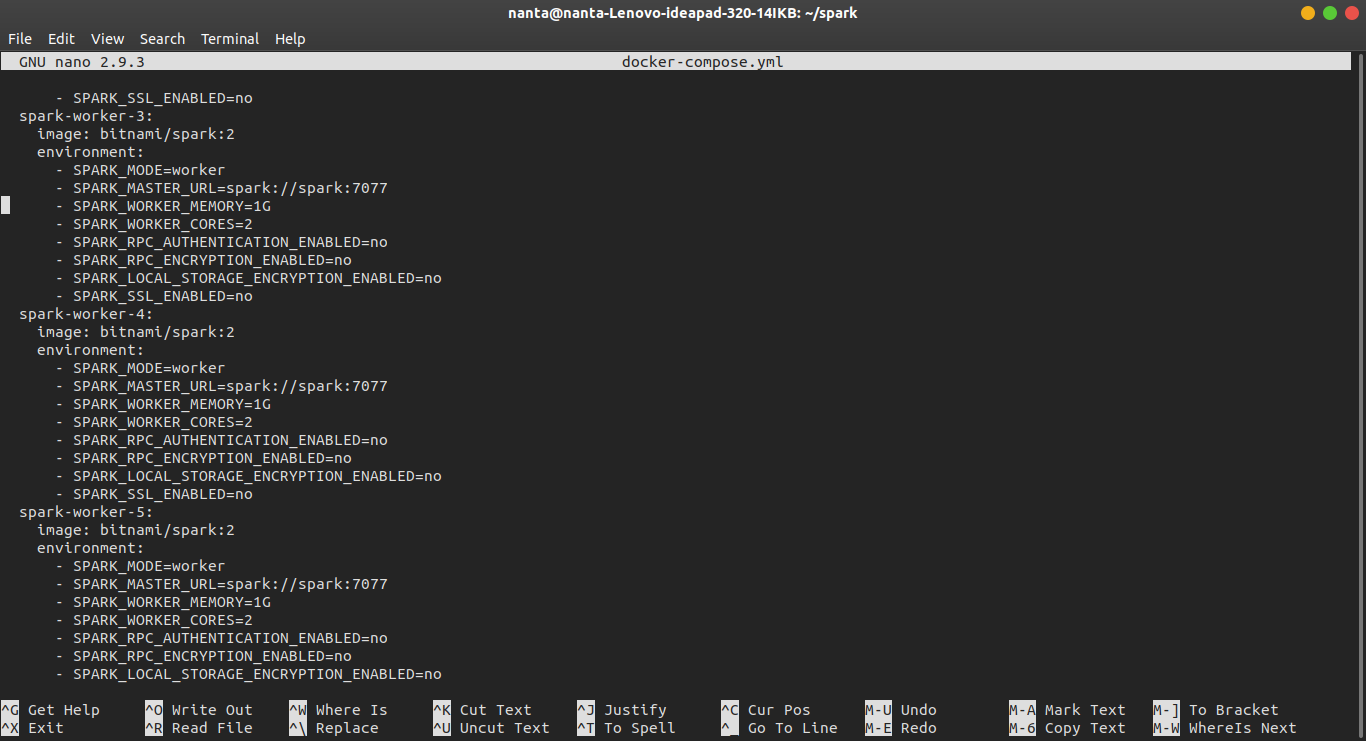 nanta@nanta-Lenovo-ideapad-320-14IKB: ~/spark
File Edit View Search Terminal Help
GNU nano 2.9.3 docker-compose.yml
- SPARK_SSL_ENABLED=no
spark-worker-3:
image: bitnami/spark:2
environment:
- SPARK_MODE=worker
- SPARK_MASTER_URL=spark://spark:7077
- SPARK_WORKER_MEMORY=1G
- SPARK_WORKER_CORES=2
- SPARK_RPC_AUTHENTICATION_ENABLED=no
- SPARK_RPC_ENCRYPTION_ENABLED=no
- SPARK_LOCAL_STORAGE_ENCRYPTION_ENABLED=no
- SPARK_SSL_ENABLED=no
spark-worker-4:
image: bitnami/spark:2
environment:
- SPARK_MODE=worker
- SPARK_MASTER_URL=spark://spark:7077
- SPARK_WORKER_MEMORY=1G
- SPARK_WORKER_CORES=2
- SPARK_RPC_AUTHENTICATION_ENABLED=no
- SPARK_RPC_ENCRYPTION_ENABLED=no
- SPARK_LOCAL_STORAGE_ENCRYPTION_ENABLED=no
- SPARK_SSL_ENABLED=no
spark-worker-5:
image: bitnami/spark:2
environment:
- SPARK_MODE=worker
- SPARK_MASTER_URL=spark://spark:7077
- SPARK_WORKER_MEMORY=1G
- SPARK_WORKER_CORES=2
- SPARK_RPC_AUTHENTICATION_ENABLED=no
- SPARK_RPC_ENCRYPTION_ENABLED=no
- SPARK_LOCAL_STORAGE_ENCRYPTION_ENABLED=no
^G Get Help ^O Write Out ^W Where Is ^K Cut Text ^J Justify ^C Cur Pos M-U Undo M-A Mark Text M-] To Bracket
^X Exit ^R Read File ^\ Replace ^U Uncut Text ^T To Spell ^_ Go To Line M-E Redo M-6 Copy Text M-W WhereIs Next